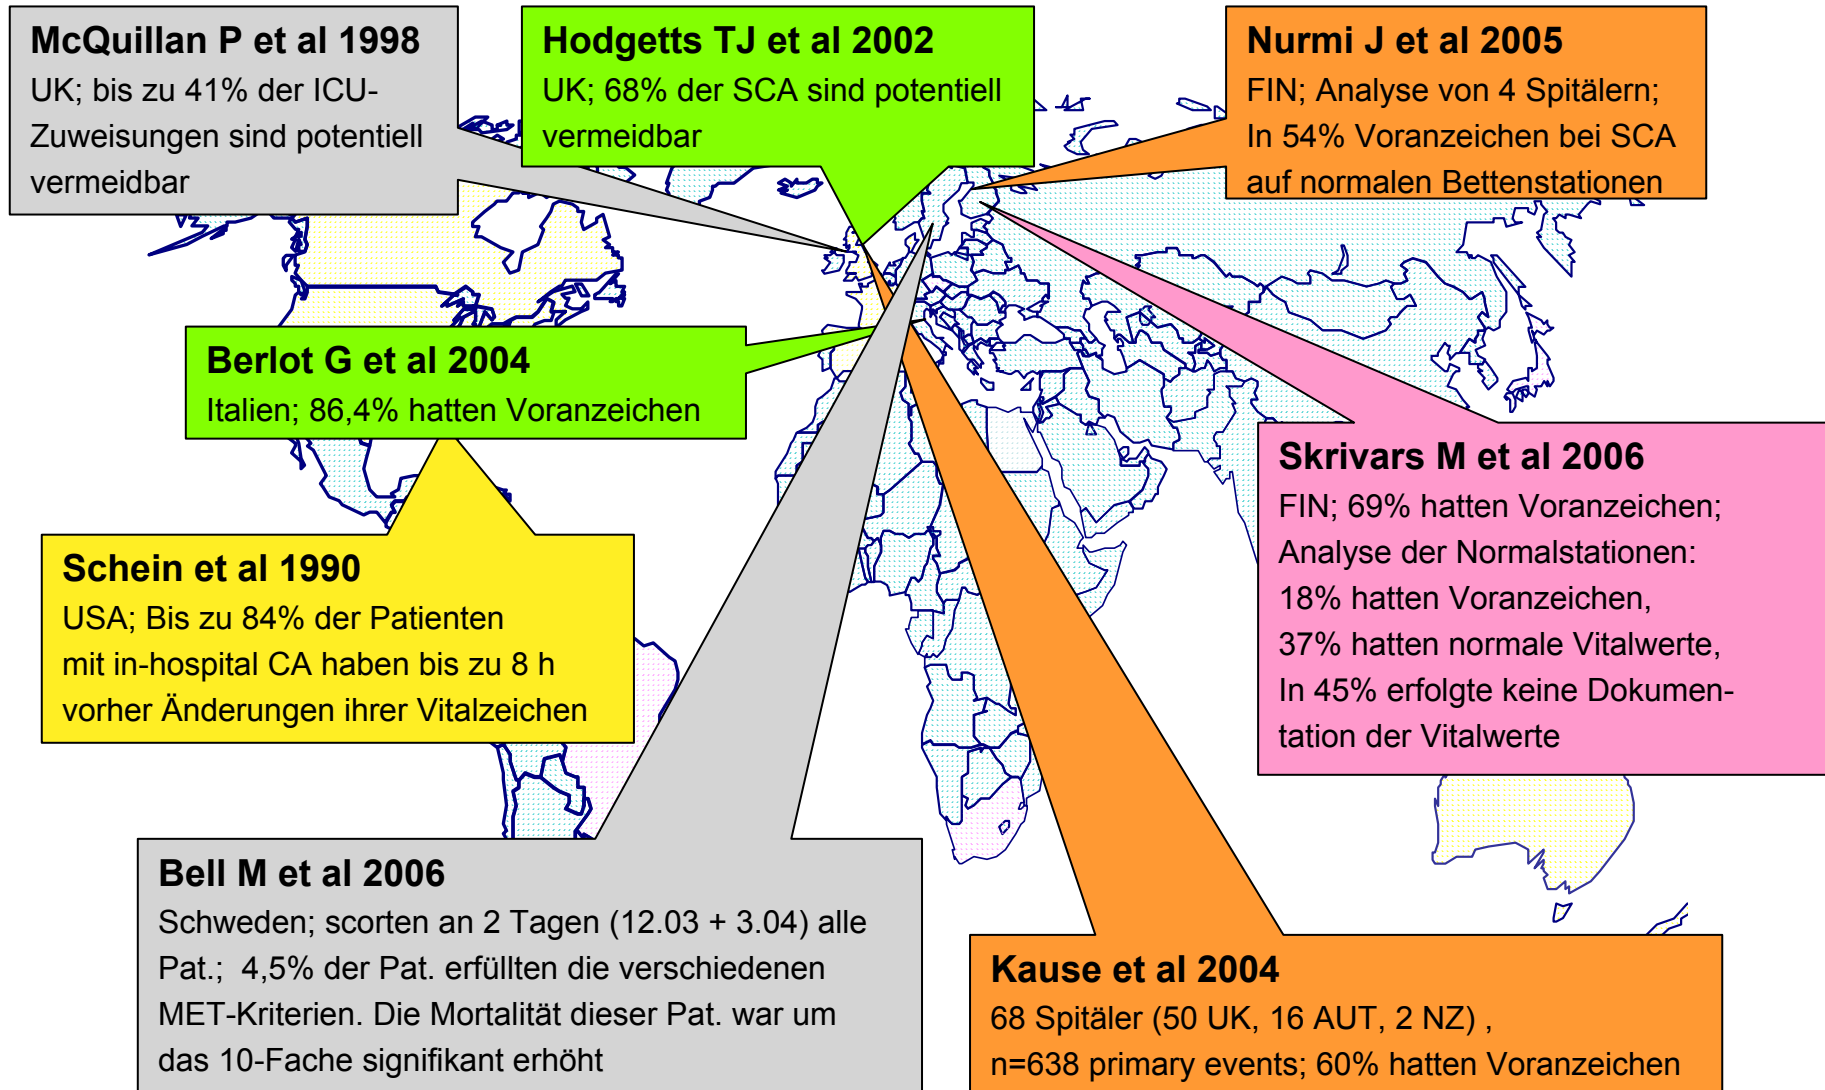 McQuillan P et al 1998
UK; bis zu 41% der ICU-
Zuweisungen sind potentiell
vermeidbar
Hodgetts TJ et al 2002
UK; 68% der SCA sind potentiell
vermeidbar
Nurmi J et al 2005
FIN; Analyse von 4 Spitälern;
In 54% Voranzeichen bei SCA
auf normalen Bettenstationen
Berlot G et al 2004
Italien; 86,4% hatten Voranzeichen
Skrivars M et al 2006
FIN; 69% hatten Voranzeichen;
Analyse der Normalstationen:
18% hatten Voranzeichen,
37% hatten normale Vitalwerte,
In 45% erfolgte keine Dokumen-
tation der Vitalwerte
Schein et al 1990
USA; Bis zu 84% der Patienten
mit in-hospital CA haben bis zu 8 h
vorher Änderungen ihrer Vitalzeichen
Bell M et al 2006
Schweden; scorten an 2 Tagen (12.03 + 3.04) alle
Pat.; 4,5% der Pat. erfüllten die verschiedenen
MET-Kriterien. Die Mortalität dieser Pat. war um
das 10-Fache signifikant erhöht
Kause et al 2004
68 Spitäler (50 UK, 16 AUT, 2 NZ) ,
n=638 primary events; 60% hatten Voranzeichen